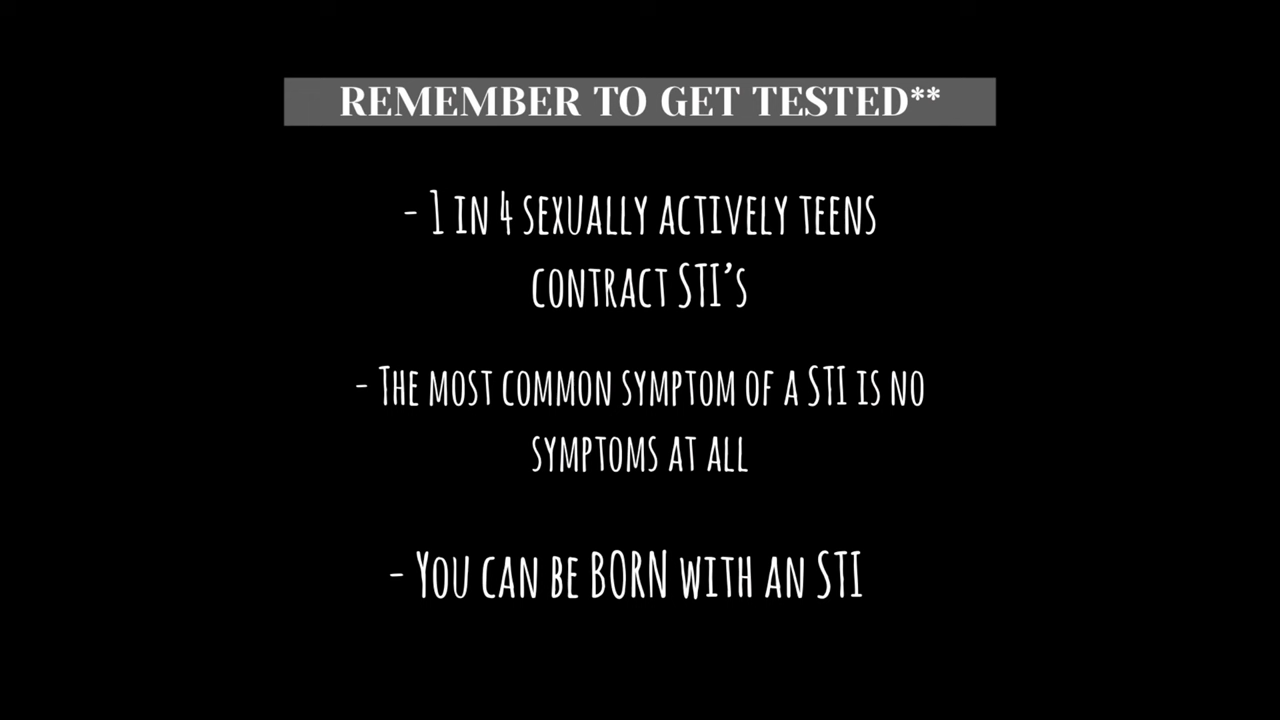 REMEMBER TO GET TESTED**
- 1 in 4 sexually actively teens
contract STI's
- The most common symptom of a STI is no
symptoms at all
- You can be BORN with an STI